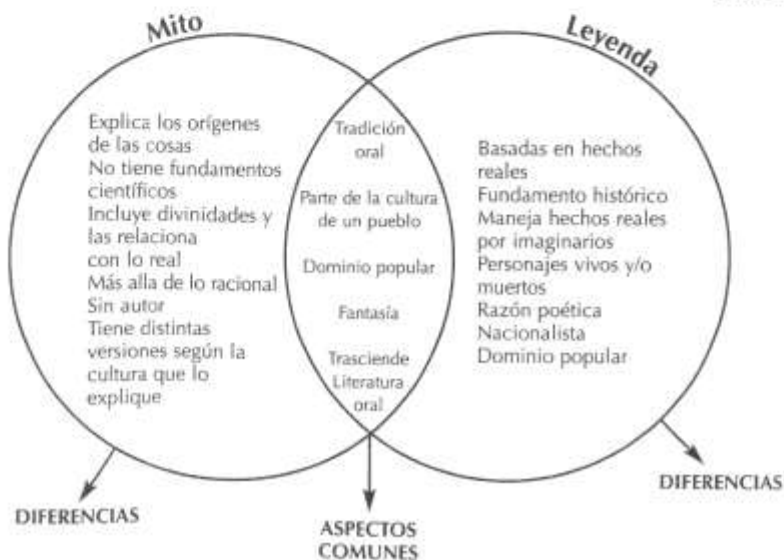 Mito
Explica los orígenes
de las cosas
No tiene fundamentos
científicos
Incluye divinidades y
las relaciona
con lo real
Más alla de lo racional
Sin autor
Tiene distintas
versiones según la
cultura que lo
explique
Tradición
oral
Parte de la cultura
de un pueblo
Dominio popular
Fantasía
Trasciende
Literatura
oral
Leyenda
Basadas en hechos
reales
Fundamento histórico
Maneja hechos reales
por imaginarios
Personajes vivos y/o
muertos
Razón poética
Nacionalista
Dominio popular
DIFERENCIAS
ASPECTOS
COMUNES
DIFERENCIAS